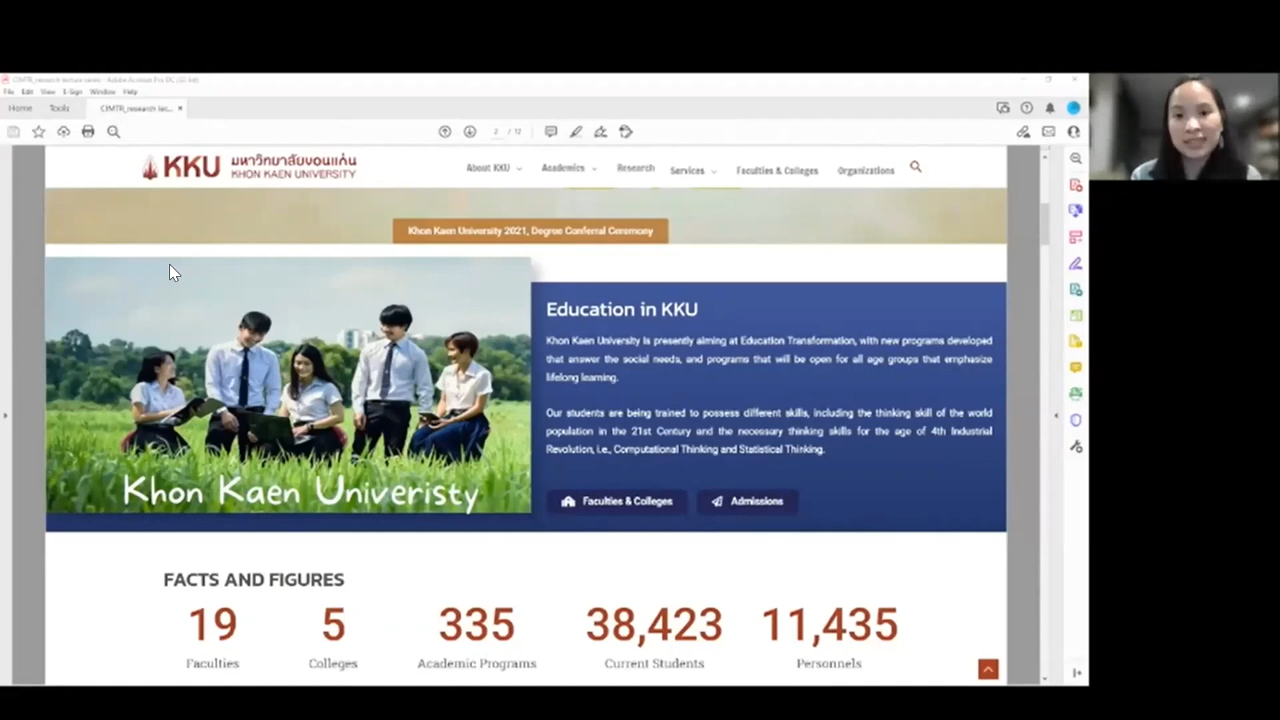 File Edit View E-Sign Window Help
Home Tools CIMTR_research lec... ×
2 / 12
KKU มหาวิทยาลัยขอนแก่น
KHON KAEN UNIVERSITY
About KKU Academics Research Services Faculties & Colleges Organizations
Khon Kaen University 2021, Degree Conferral Ceremony
Khon Kaen Univeristy
Education in KKU
Khon Kaen University is presently aiming at Education Transformation, with new programs developed
that answer the social needs, and programs that will be open for all age groups that emphasize
lifelong learning.
Our students are being trained to possess different skills, including the thinking skill of the world
population in the 21st Century and the necessary thinking skills for the age of 4th Industrial
Revolution, i.e., Computational Thinking and Statistical Thinking.
Faculties & Colleges Admissions
FACTS AND FIGURES
19 5 335 38,423 11,435
Faculties Colleges Academic Programs Current Students Personnels